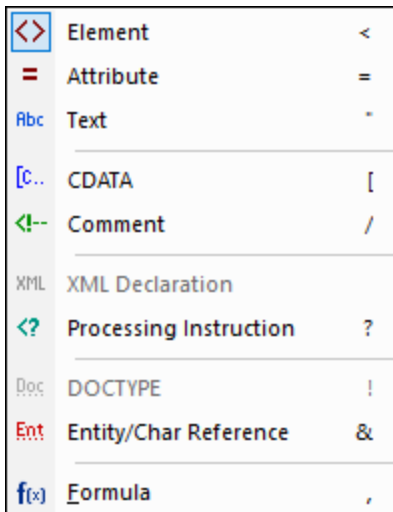 <> Element <
= Attribute =
Abc Text "
[C.. CDATA [
<!-- Comment /
XML XML Declaration
<? Processing Instruction ?
Doc DOCTYPE !
Ent Entity/Char Reference &
f(x) Formula ,